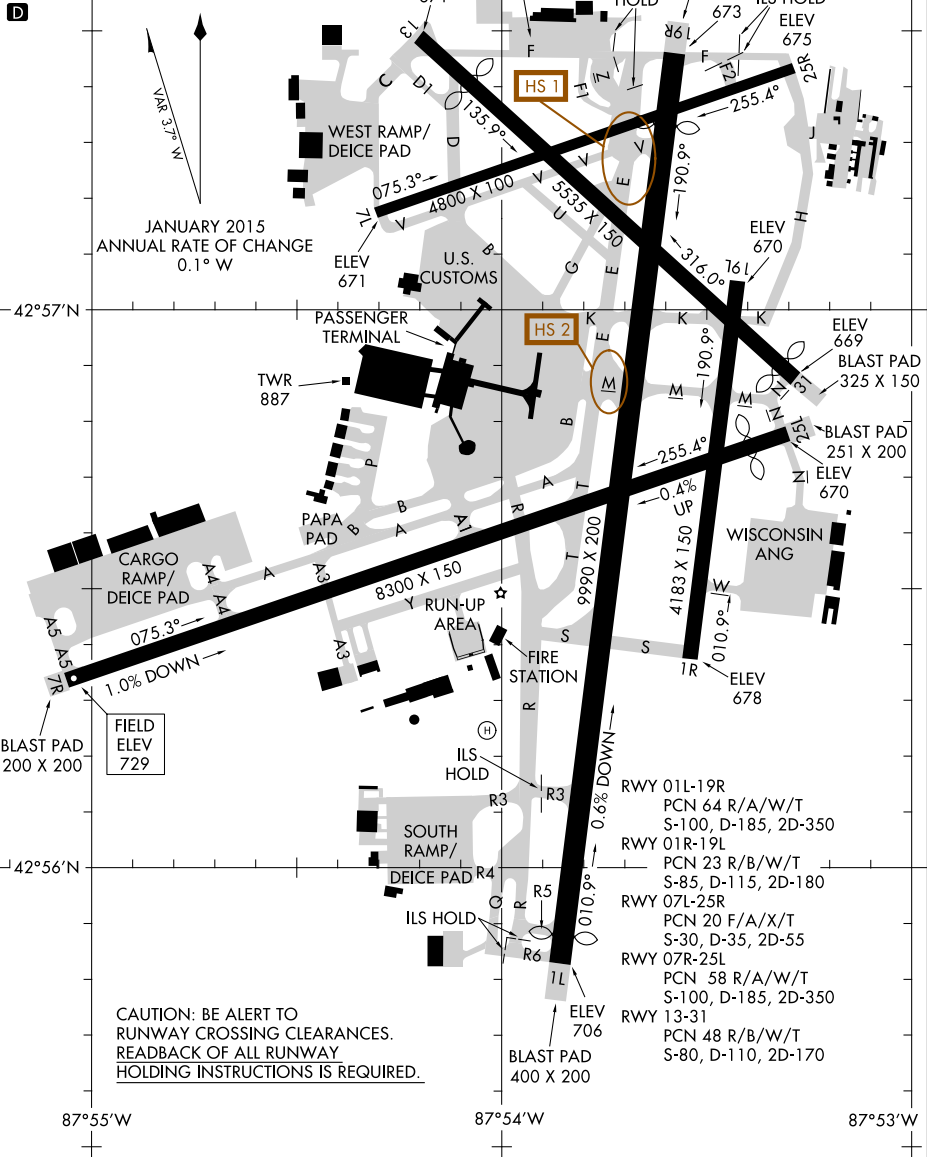 D
13
HOLD
19R
673
ILS HOLD
ELEV
675
F
Z
F
F2
25R
HS 1
F1
C
D1
255.4°
VAR 3.7° W
135.9°
WEST RAMP/
DEICE PAD
D
V
V
J
075.3°
V
E
190.9°
4800 X 100
5535 X 150
7L
V
U
H
JANUARY 2015
ANNUAL RATE OF CHANGE
0.1° W
ELEV
671
B
U.S.
CUSTOMS
G
E
316.0°
19L
ELEV
670
42°57'N
PASSENGER
TERMINAL
HS 2
K
E
K
K
ELEV
669
BLAST PAD
325 X 150
TWR
887
M
M
M
190.9°
N
31
N
B
25L
BLAST PAD
251 X 200
255.4°
P
0.4%
UP
ELEV
670
N
PAPA
PAD
B
B
A
A1
R
A
T
CARGO
RAMP/
DEICE PAD
A4
A
A3
8300 X 150
T
9990 X 200
4183 X 150
WISCONSIN
ANG
A4
Y
RUN-UP
AREA
W
A5
075.3°
A3
S
S
010.9°
A5
1.0% DOWN
7R
FIRE
STATION
1R
ELEV
678
BLAST PAD
200 X 200
FIELD
ELEV
729
R
H
ILS
HOLD
0.6% DOWN
R3
R3
RWY 01L-19R
PCN 64 R/A/W/T
S-100, D-185, 2D-350
SOUTH
RAMP/
DEICE PAD
RWY 01R-19L
PCN 23 R/B/W/T
S-85, D-115, 2D-180
42°56'N
R4
R5
Q
R
010.9°
RWY 07L-25R
PCN 20 F/A/X/T
S-30, D-35, 2D-55
ILS HOLD
R6
RWY 07R-25L
PCN 58 R/A/W/T
S-100, D-185, 2D-350
1L
ELEV
706
RWY 13-31
PCN 48 R/B/W/T
S-80, D-110, 2D-170
CAUTION: BE ALERT TO
RUNWAY CROSSING CLEARANCES.
READBACK OF ALL RUNWAY
HOLDING INSTRUCTIONS IS REQUIRED.
BLAST PAD
400 X 200
87°55'W
87°54'W
87°53'W